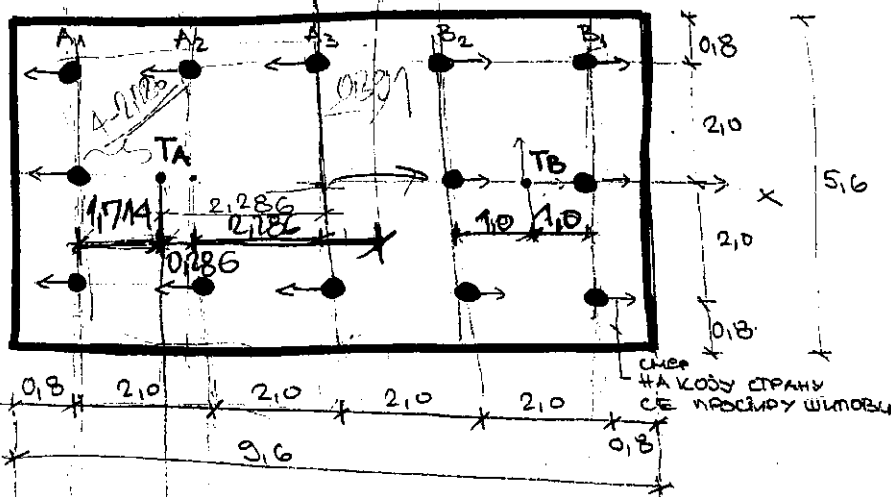 A1 A2 A3 B2 B1
0,8
2,0
5,6
2,0
0,8
x
TA
TB
1,714
2,286
2,286
0,286
1,0 1,0
СМЕР
НА КОЈУ СТРАНУ
СЕ ПРОСТИРУ ШИПОВИ
0,8 2,0 2,0 2,0 2,0 0,8
9,6